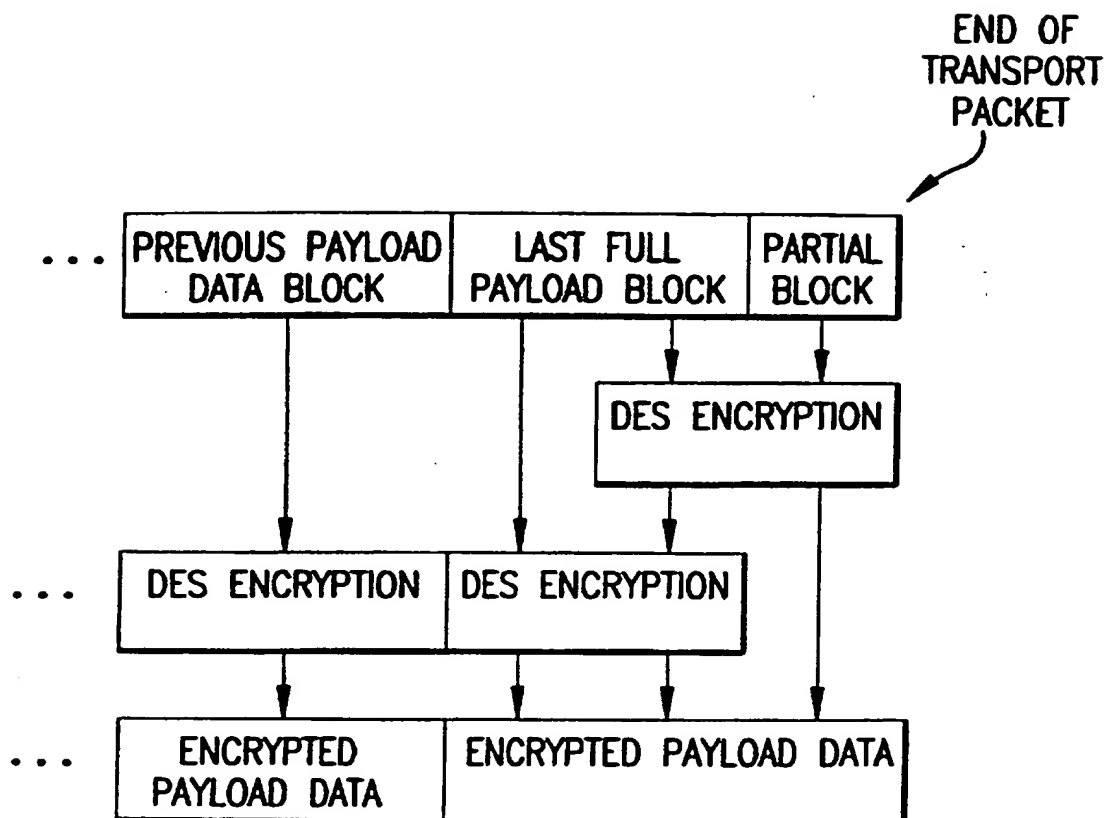 END OF
TRANSPORT
PACKET
... PREVIOUS PAYLOAD
DATA BLOCK
LAST FULL
PAYLOAD BLOCK
PARTIAL
BLOCK
DES ENCRYPTION
... DES ENCRYPTION
DES ENCRYPTION
... ENCRYPTED
PAYLOAD DATA
ENCRYPTED PAYLOAD DATA